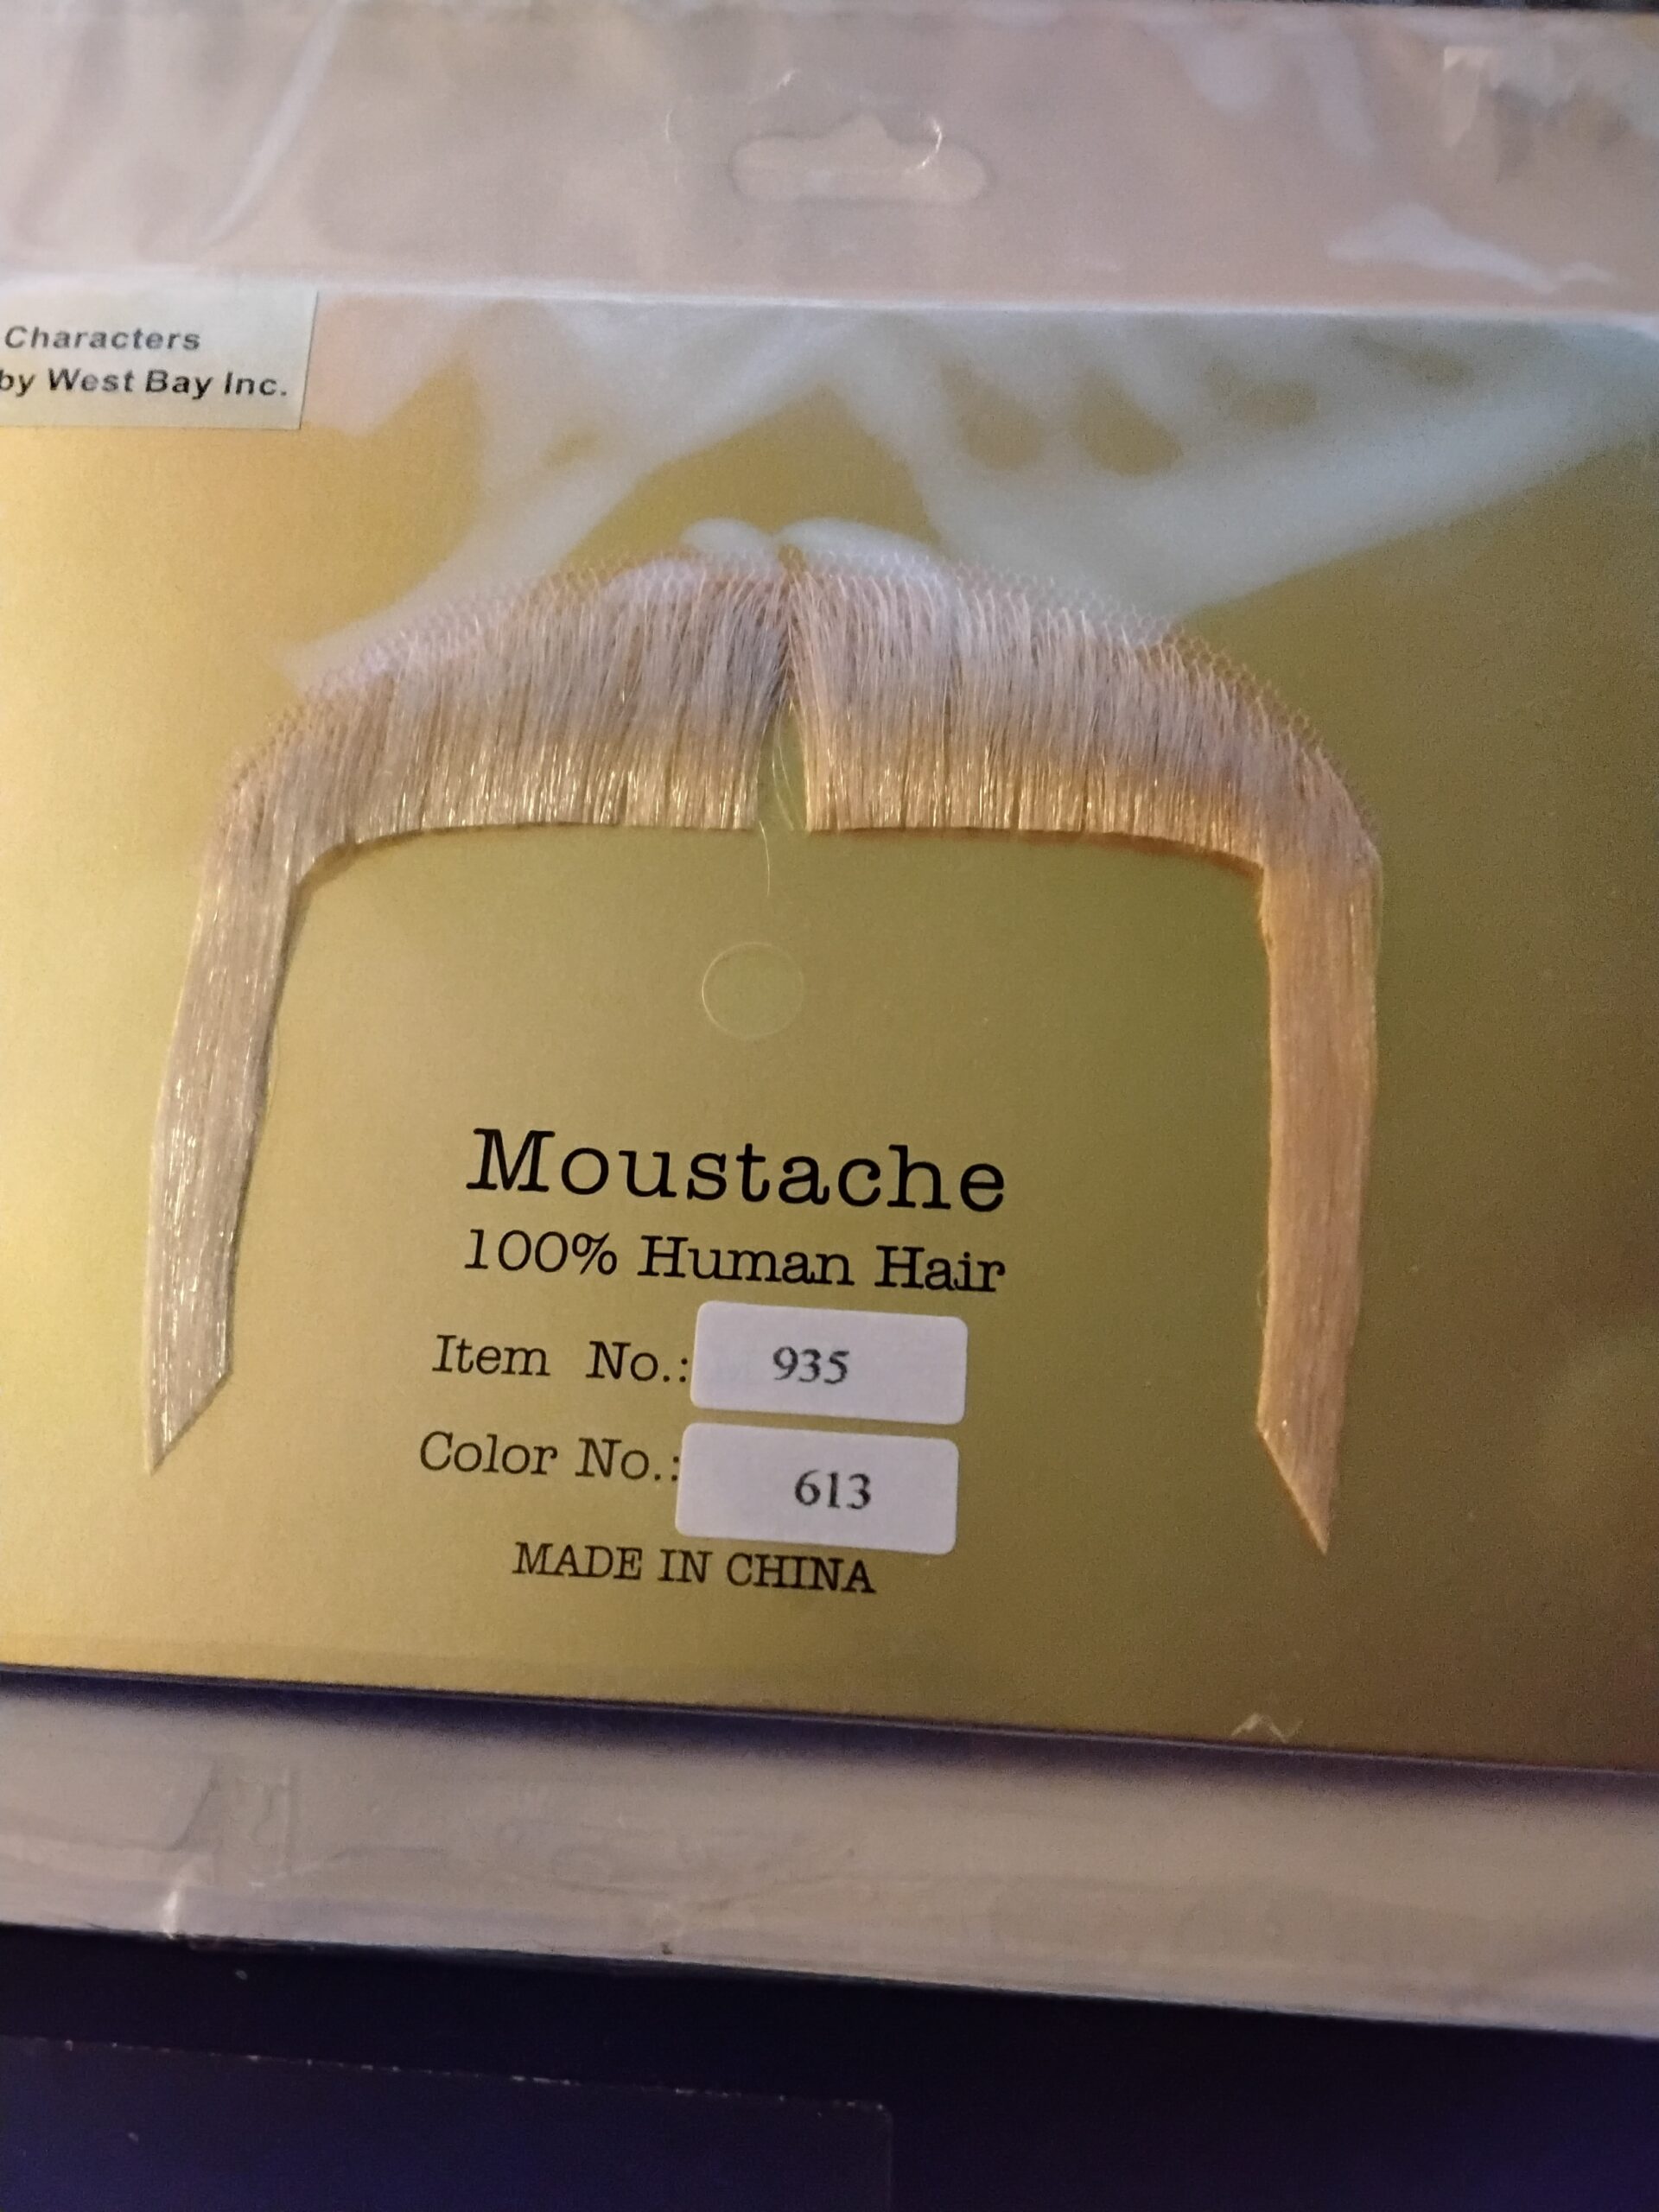 Characters
by West Bay Inc.
Moustache
100% Human Hair
Item No.: 935
Color No.: 613
MADE IN CHINA